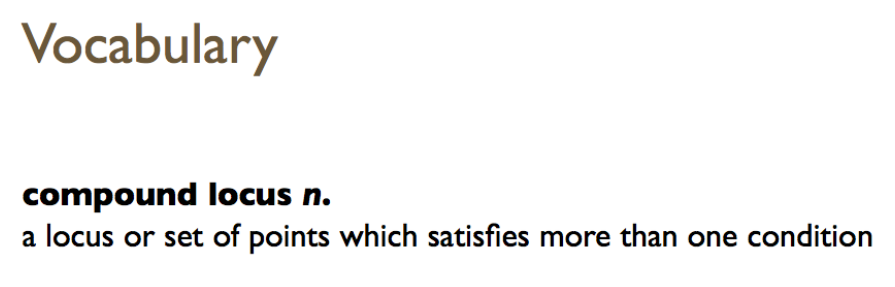 Vocabulary
compound locus n.
a locus or set of points which satisfies more than one condition